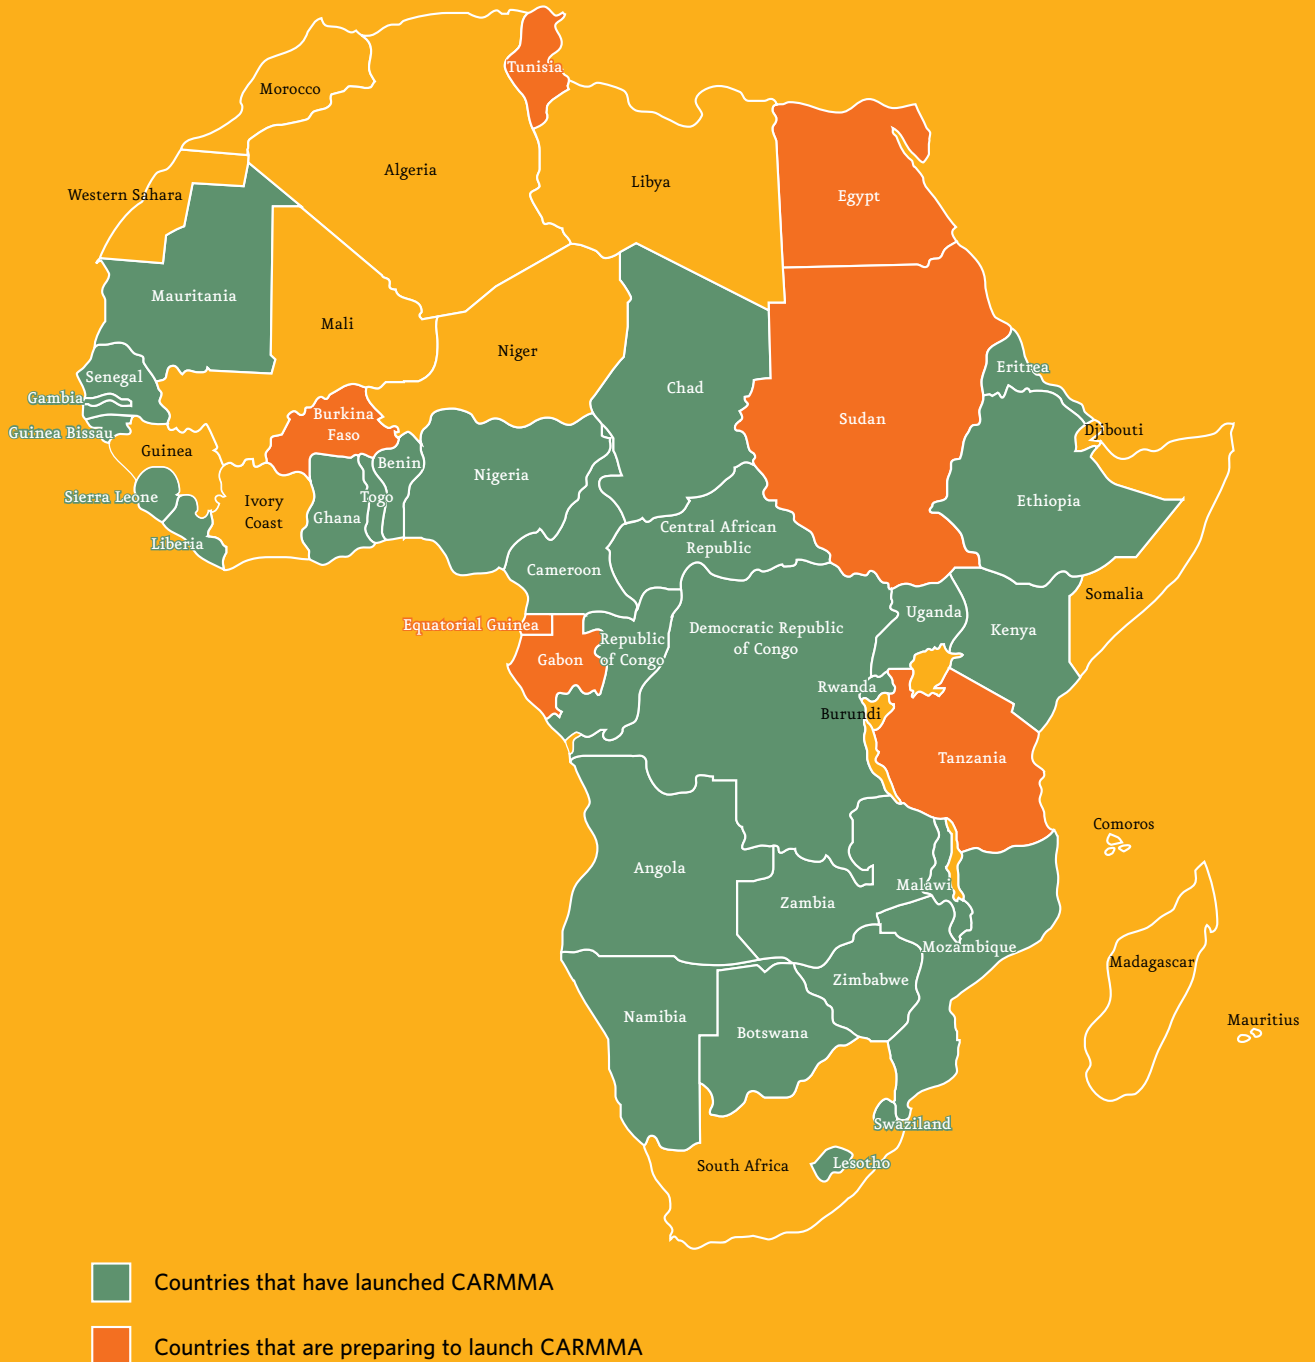 Tunisia
Morocco
Algeria
Libya
Western Sahara
Egypt
Mauritania
Mali
Niger
Chad
Eritrea
Senegal
Gambia
Burkina
Faso
Sudan
Djibouti
Guinea Bissau
Guinea
Benin
Nigeria
Sierra Leone
Ivory
Coast
Togo
Ghana
Ethiopia
Central African
Republic
Liberia
Cameroon
Somalia
Uganda
Equatorial Guinea
Kenya
Democratic Republic
of Congo
Republic
of Congo
Gabon
Rwanda
Burundi
Tanzania
Comoros
Angola
Malawi
Zambia
Mozambique
Madagascar
Zimbabwe
Namibia
Mauritius
Botswana
Swaziland
Lesotho
South Africa
Countries that have launched CARMMA
Countries that are preparing to launch CARMMA